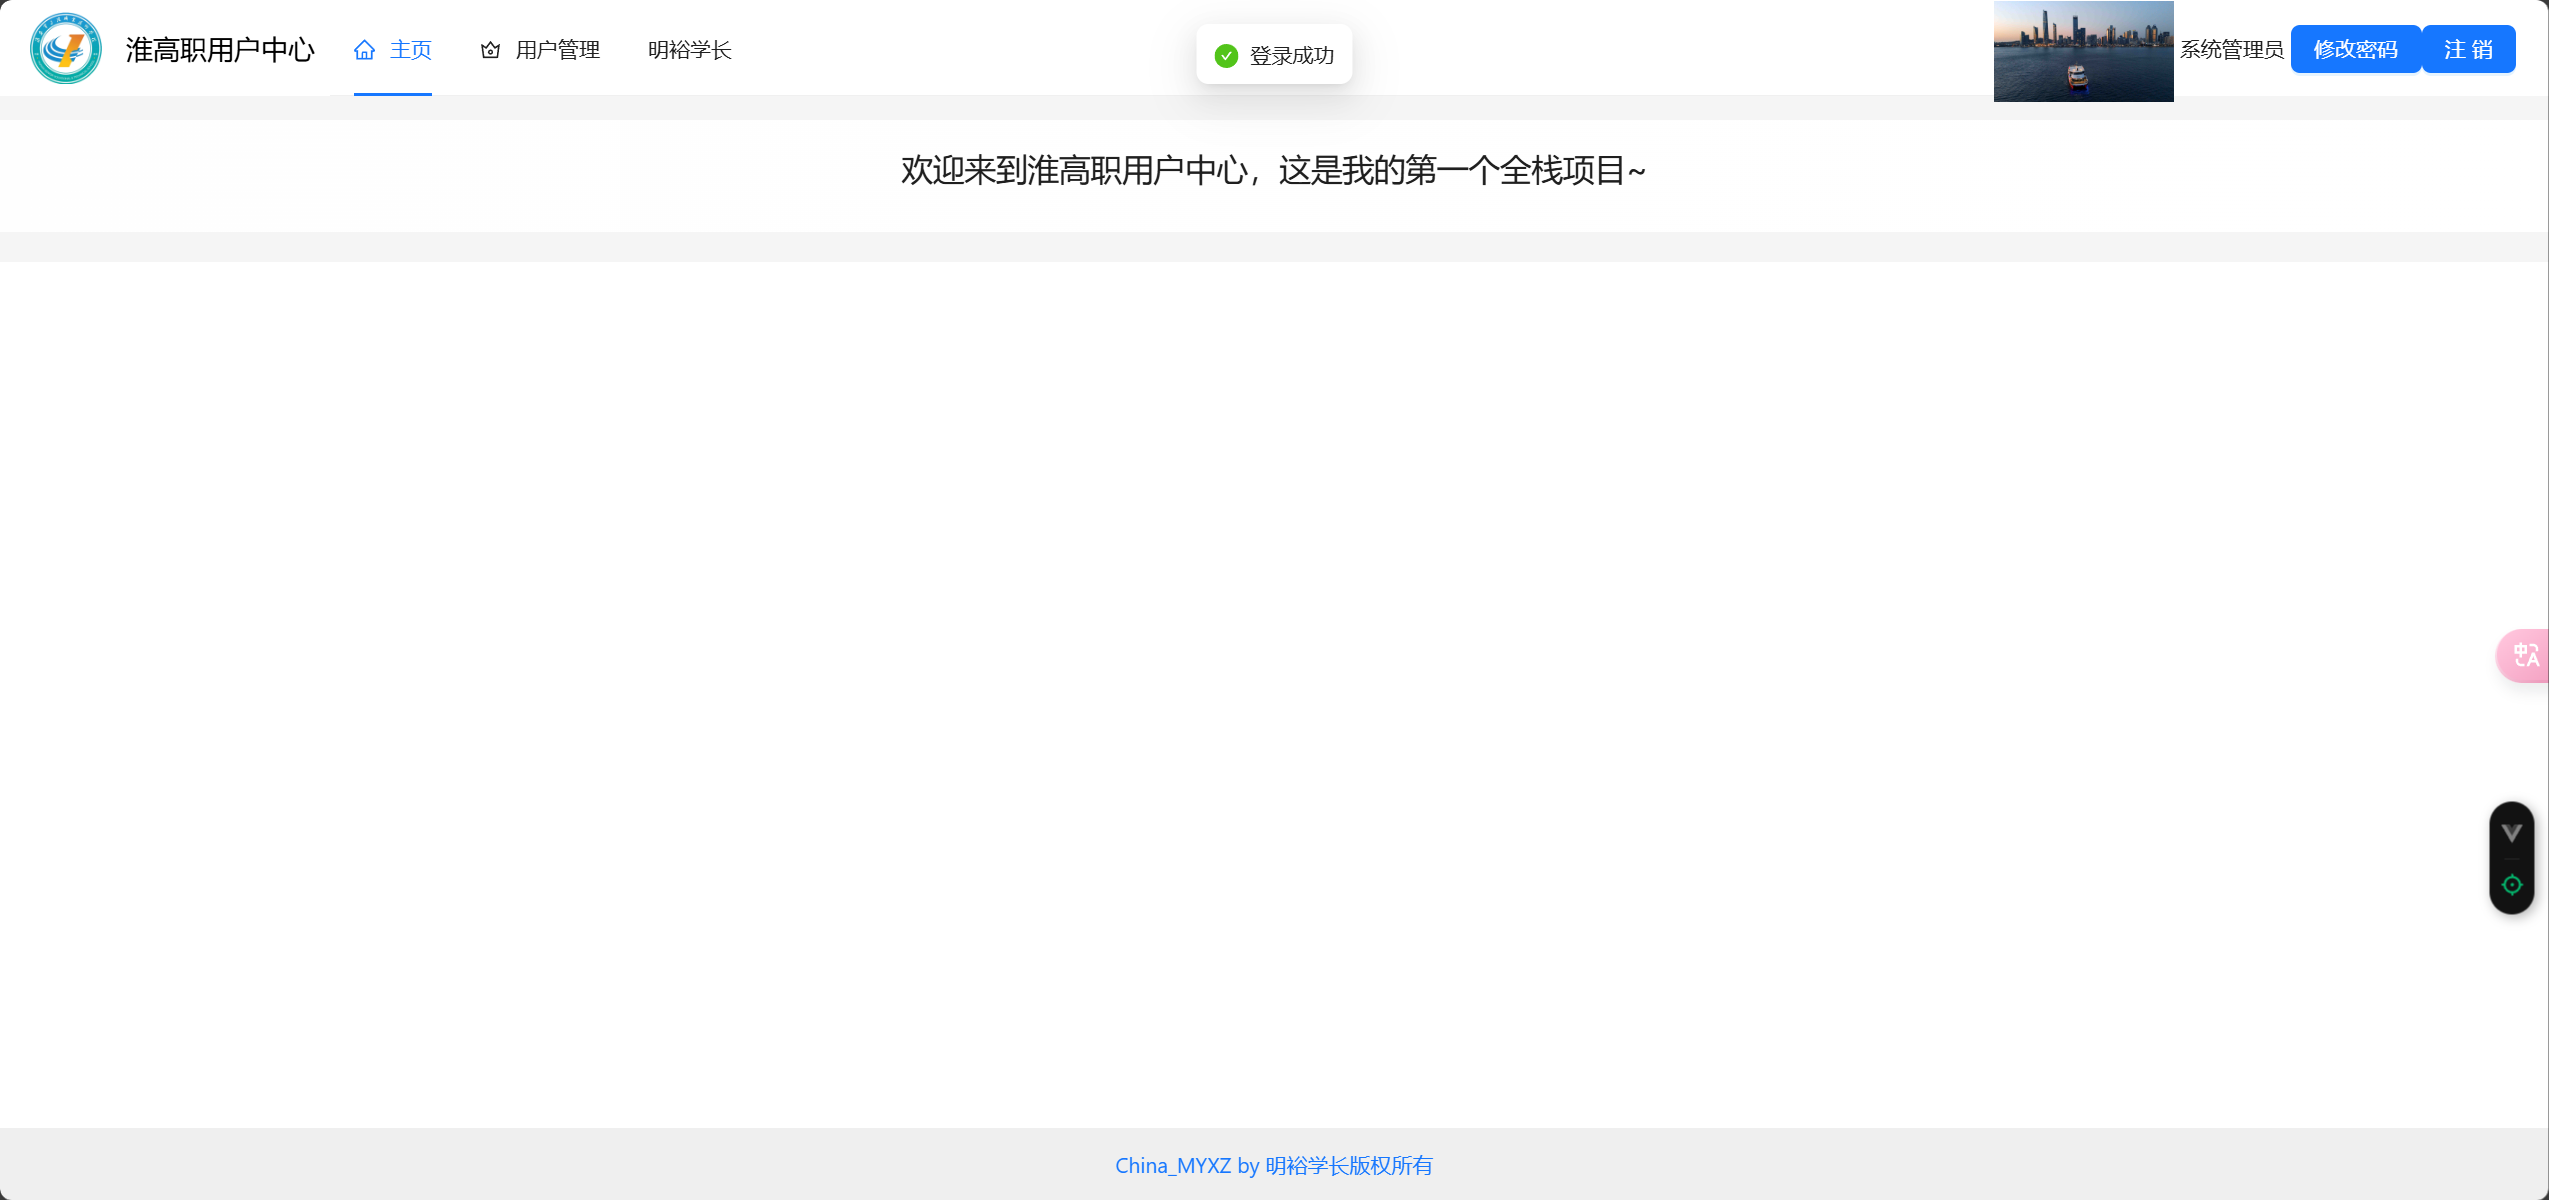 淮高职用户中心
主页
用户管理
明裕学长
登录成功
系统管理员
修改密码
注 销
欢迎来到淮高职用户中心，这是我的第一个全栈项目~
China_MYXZ by 明裕学长版权所有